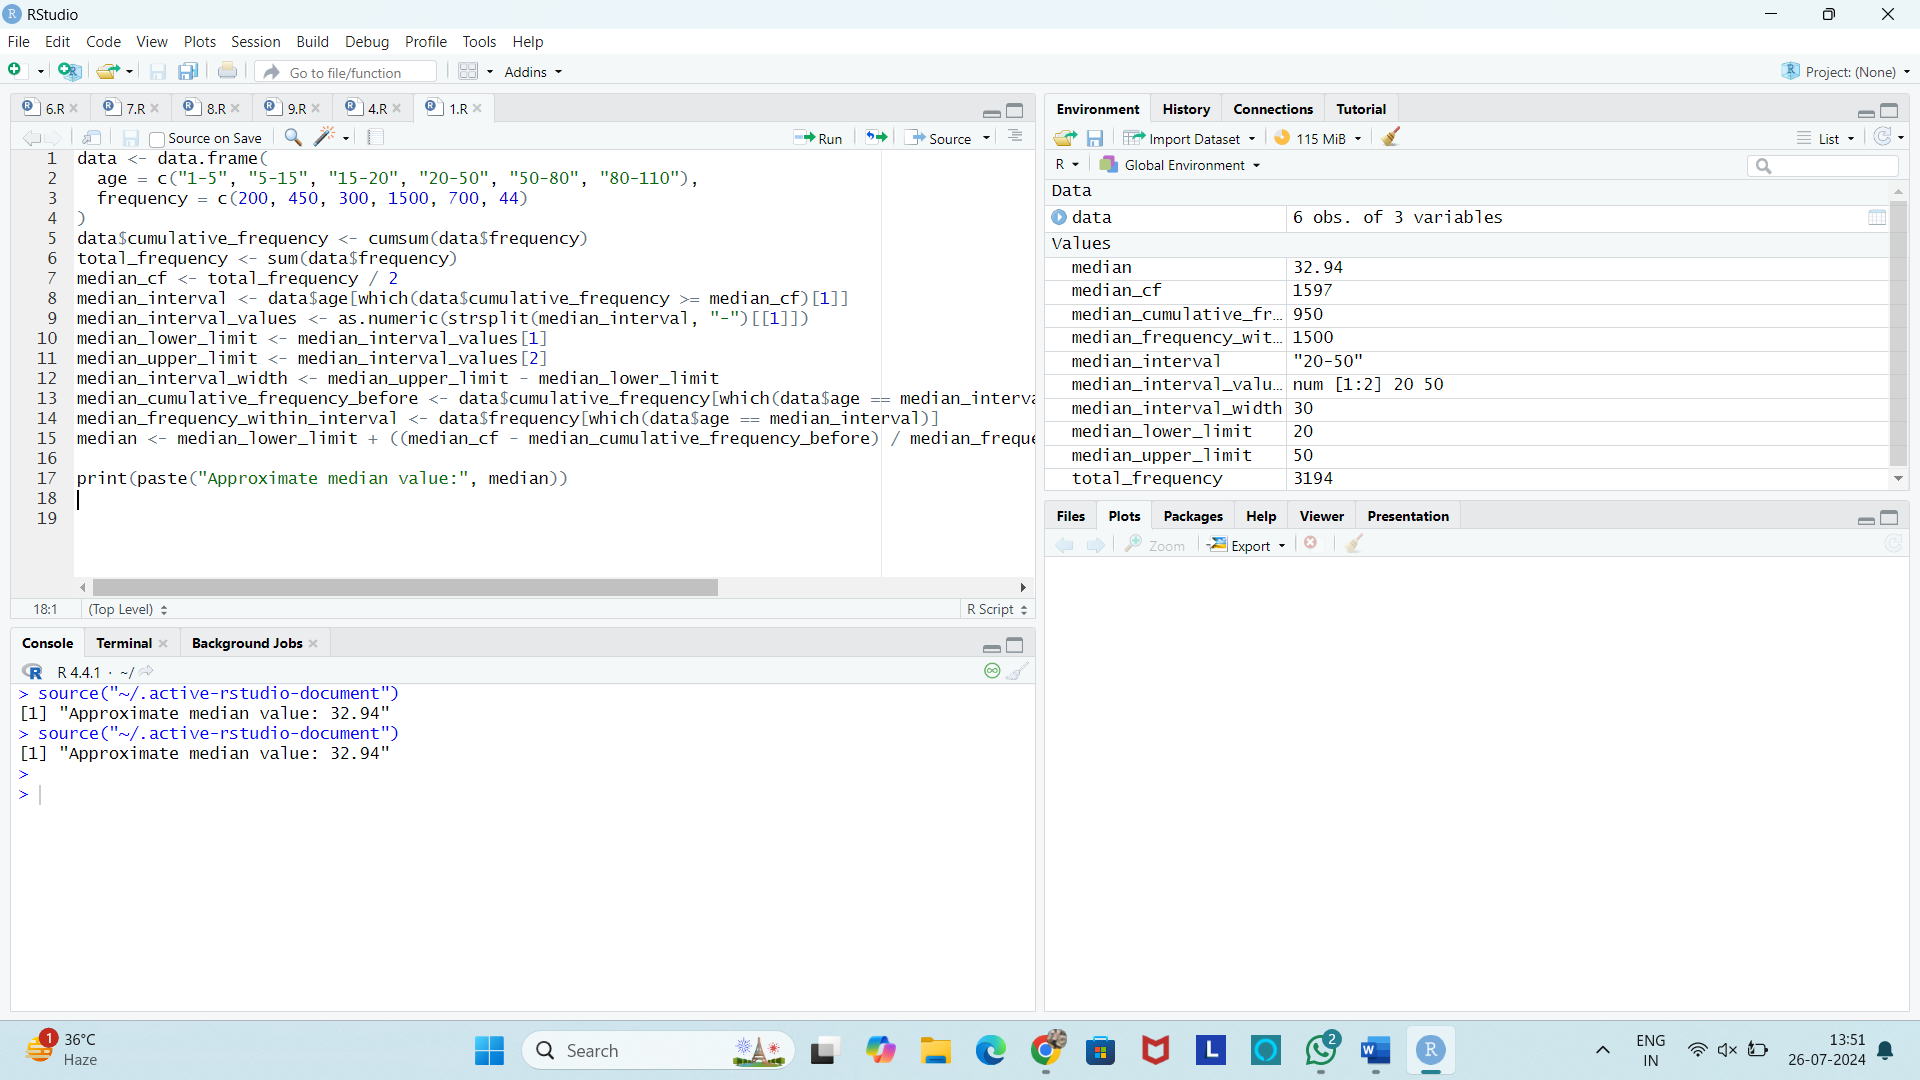 RStudio
File Edit Code View Plots Session Build Debug Profile Tools Help
Go to file/function Addins Project: (None)
6.R 7.R 8.R 9.R 4.R 1.R
Source on Save Run Source
1 data <- data.frame(
2 age = c("1-5", "5-15", "15-20", "20-50", "50-80", "80-110"),
3 frequency = c(200, 450, 300, 1500, 700, 44)
4 )
5 data$cumulative_frequency <- cumsum(data$frequency)
6 total_frequency <- sum(data$frequency)
7 median_cf <- total_frequency / 2
8 median_interval <- data$age[which(data$cumulative_frequency >= median_cf)[1]]
9 median_interval_values <- as.numeric(strsplit(median_interval, "-")[[1]])
10 median_lower_limit <- median_interval_values[1]
11 median_upper_limit <- median_interval_values[2]
12 median_interval_width <- median_upper_limit - median_lower_limit
13 median_cumulative_frequency_before <- data$cumulative_frequency[which(data$age == median_interva
14 median_frequency_within_interval <- data$frequency[which(data$age == median_interval)]
15 median <- median_lower_limit + ((median_cf - median_cumulative_frequency_before) / median_freque
16
17 print(paste("Approximate median value:", median))
18
19
18:1 (Top Level) R Script
Console Terminal Background Jobs
R 4.4.1 · ~/
> source("~/.active-rstudio-document")
[1] "Approximate median value: 32.94"
> source("~/.active-rstudio-document")
[1] "Approximate median value: 32.94"
>
>
Environment History Connections Tutorial
Import Dataset 115 MiB List
R Global Environment
Data
data 6 obs. of 3 variables
Values
median 32.94
median_cf 1597
median_cumulative_fr… 950
median_frequency_wit… 1500
median_interval "20-50"
median_interval_valu… num [1:2] 20 50
median_interval_width 30
median_lower_limit 20
median_upper_limit 50
total_frequency 3194
Files Plots Packages Help Viewer Presentation
Zoom Export
1 36°C
Haze
Search
L
2
W
R
ENG
IN
13:51
26-07-2024